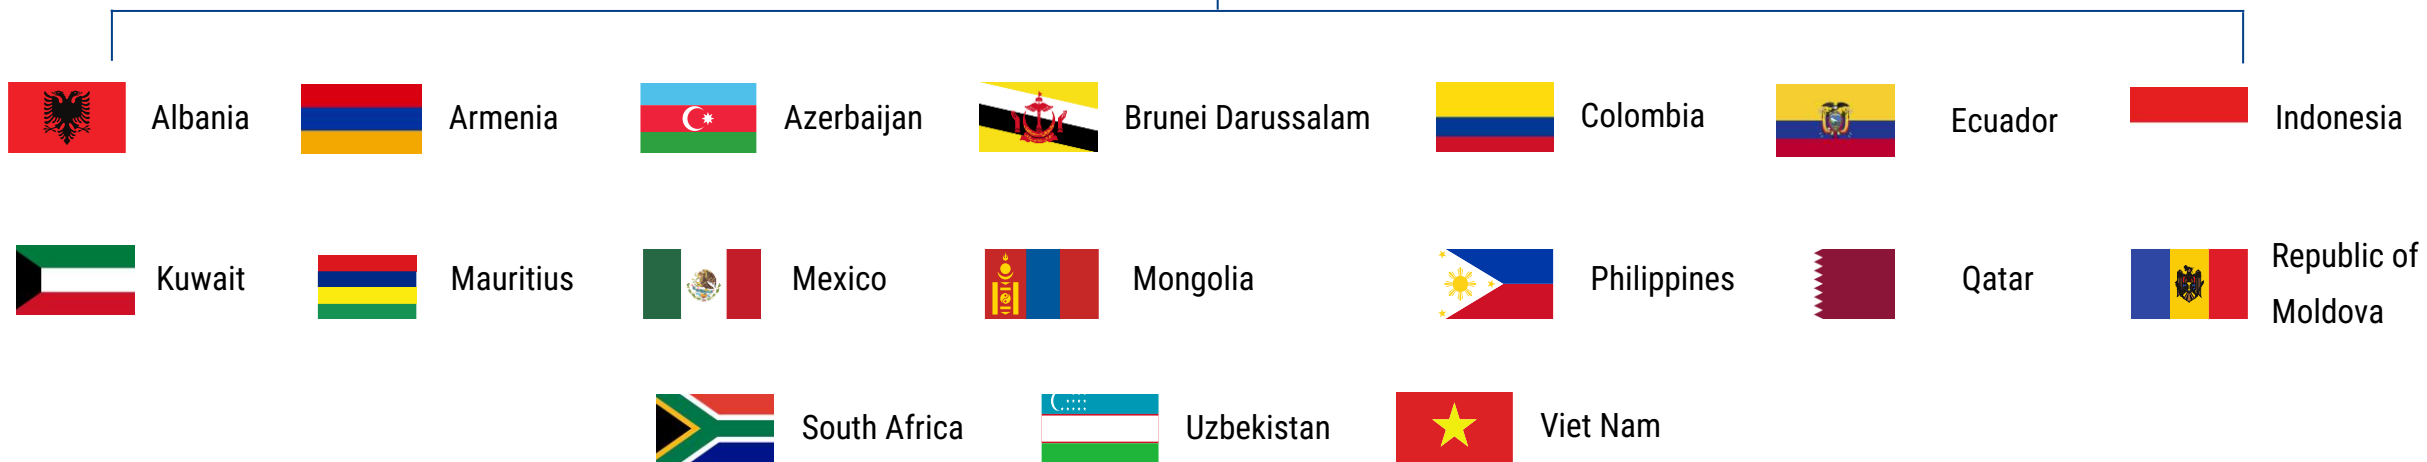 Albania
Armenia
Azerbaijan
Brunei Darussalam
Colombia
Ecuador
Indonesia
Kuwait
Mauritius
Mexico
Mongolia
Philippines
Qatar
Republic of
Moldova
South Africa
Uzbekistan
Viet Nam